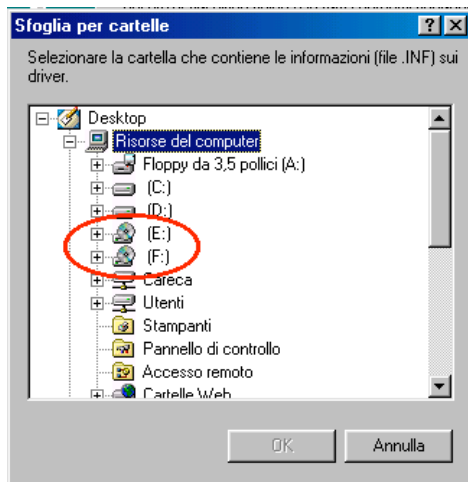 Sfoglia per cartelle
Selezionare la cartella che contiene le informazioni (file .INF) sui
driver.
Desktop
Risorse del computer
Floppy da 3,5 pollici (A:)
(C:)
(D:)
(E:)
(F:)
Careca
Utenti
Stampanti
Pannello di controllo
Accesso remoto
Cartelle Web
OK
Annulla